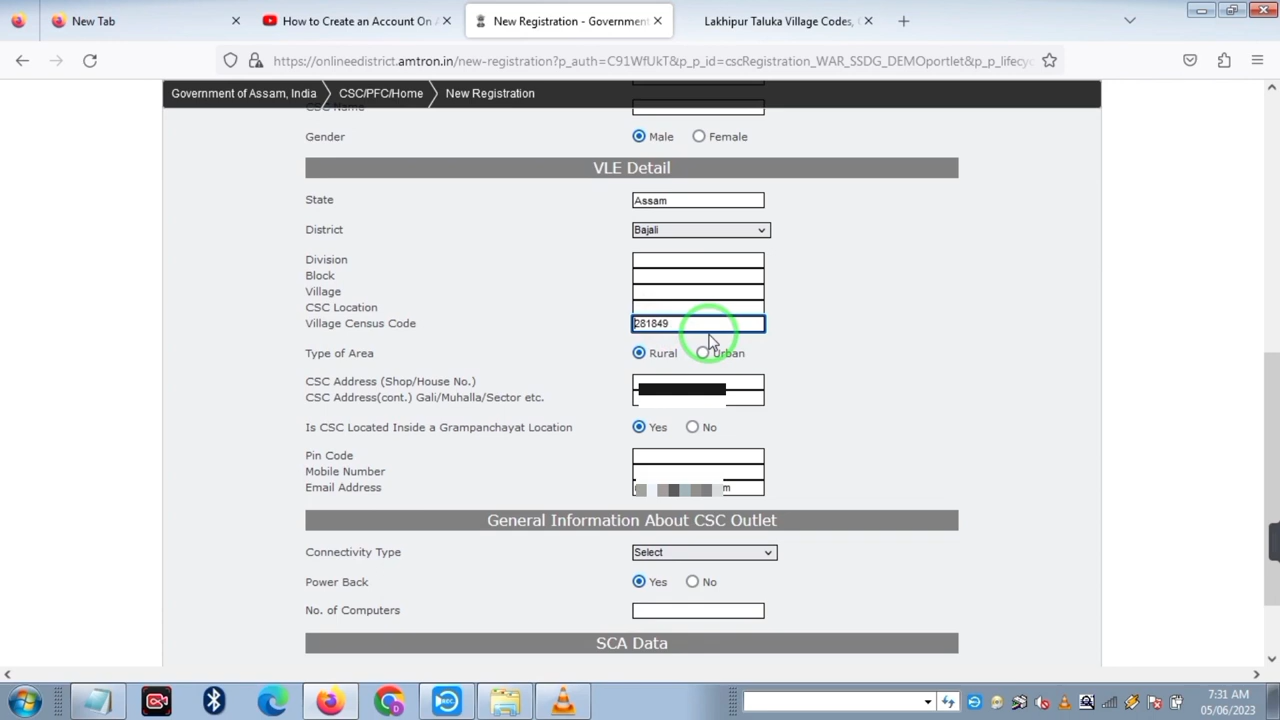 New Tab
How to Create an Account On A
New Registration - Government
Lakhipur Taluka Village Codes,
https://onlineedistrict.amtron.in/new-registration?p_auth=C91WfUkT&p_p_id=cscRegistration_WAR_SSDG_DEMOportlet&p_p_lifecyc
Government of Assam, India
CSC/PFC/Home
New Registration
CSC Name
Gender
Male
Female
VLE Detail
State
Assam
District
Bajali
Division
Block
Village
CSC Location
Village Census Code
281849
Type of Area
Rural
Urban
CSC Address (Shop/House No.)
CSC Address(cont.) Gali/Muhalla/Sector etc.
Is CSC Located Inside a Grampanchayat Location
Yes
No
Pin Code
Mobile Number
Email Address
m
General Information About CSC Outlet
Connectivity Type
Select
Power Back
Yes
No
No. of Computers
SCA Data
REC
7:31 AM
05/06/2023